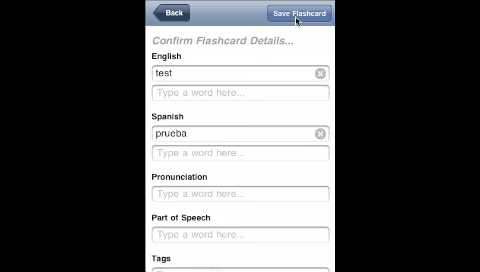 Back
Save Flashcard
Confirm Flashcard Details...
English
test
Type a word here...
Spanish
prueba
Type a word here...
Pronunciation
Type a word here...
Part of Speech
Type a word here...
Tags